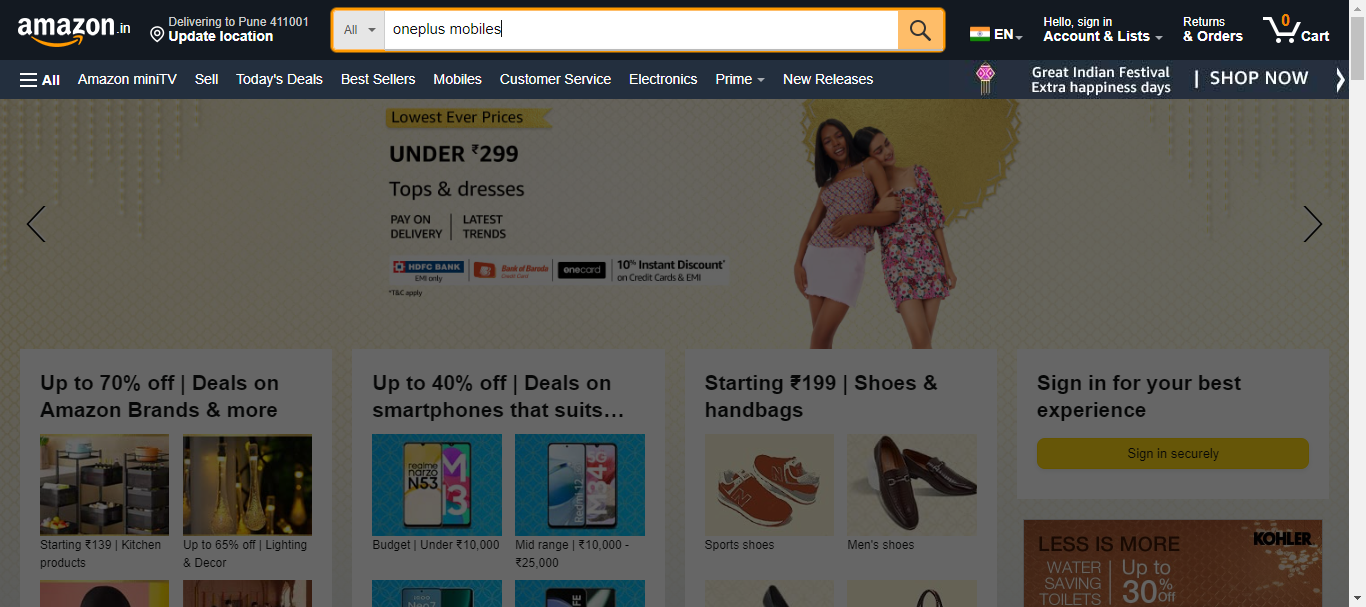 amazon.in
Delivering to Pune 411001
Update location
All
oneplus mobiles
EN
Hello, sign in
Account & Lists
Returns
& Orders
0
Cart
All
Amazon miniTV
Sell
Today's Deals
Best Sellers
Mobiles
Customer Service
Electronics
Prime
New Releases
Great Indian Festival
Extra happiness days
| SHOP NOW
Lowest Ever Prices
UNDER ₹299
Tops & dresses
PAY ON
DELIVERY
LATEST
TRENDS
HDFC BANK
EMI only
Bank of Baroda
Credit Card
onecard
10% Instant Discount*
on Credit Cards & EMI
*T&C apply
Up to 70% off | Deals on
Amazon Brands & more
Starting ₹139 | Kitchen
products
Up to 65% off | Lighting
& Decor
Up to 40% off | Deals on
smartphones that suits…
realme
narzo
N53
M13
Budget | Under ₹10,000
Redmi 12
M34 5G
Mid range | ₹10,000 -
₹25,000
Starting ₹199 | Shoes &
handbags
Sports shoes
Men's shoes
Sign in for your best
experience
Sign in securely
LESS IS MORE
KOHLER
WATER
SAVING
TOILETS
Up to
30% Off